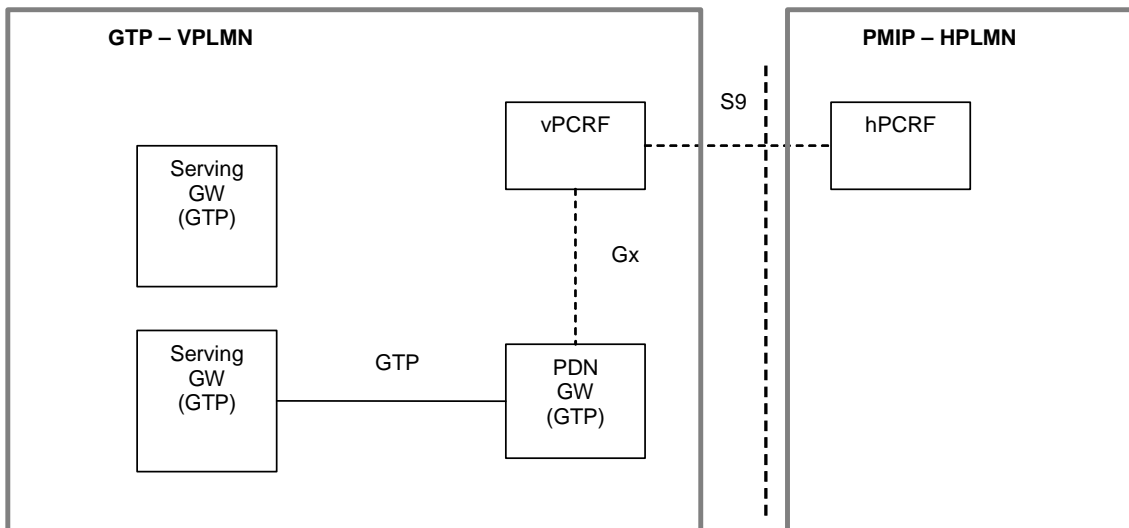 GTP – VPLMN
PMIP – HPLMN
S9
vPCRF
hPCRF
Serving
GW
(GTP)
Gx
Serving
GW
(GTP)
GTP
PDN
GW
(GTP)